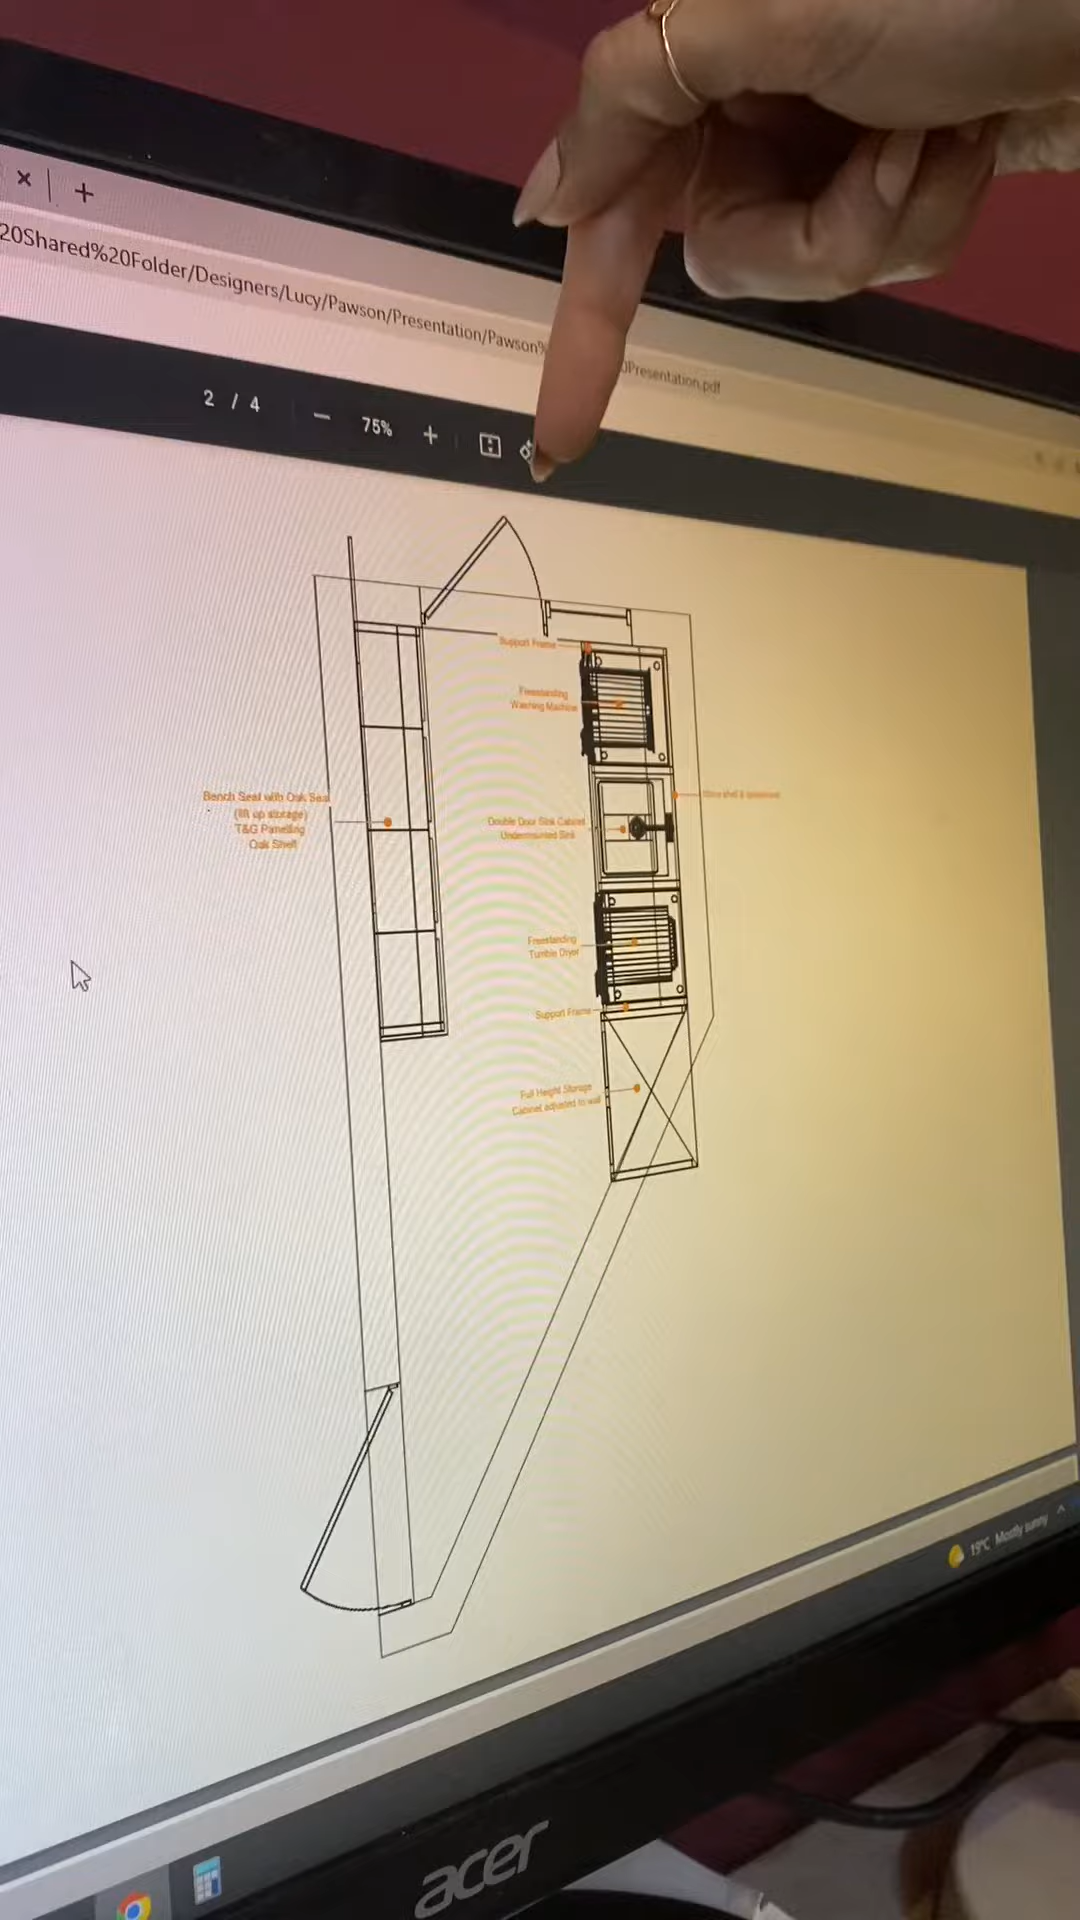 20Shared%20Folder/Designers/Lucy/Pawson/Presentation/Pawson%
Presentation.pdf
2 / 4
75%
Support Frame
Freestanding
Washing Machine
Bench Seat with Oak Seat
(lift up storage)
T&G Panelling
Oak Shelf
Double Door Sink Cabinet
Undermounted Sink
Freestanding
Tumble Dryer
Support Frame
Full Height Storage
Cabinet adjusted to wall
19°C Mostly sunny
acer